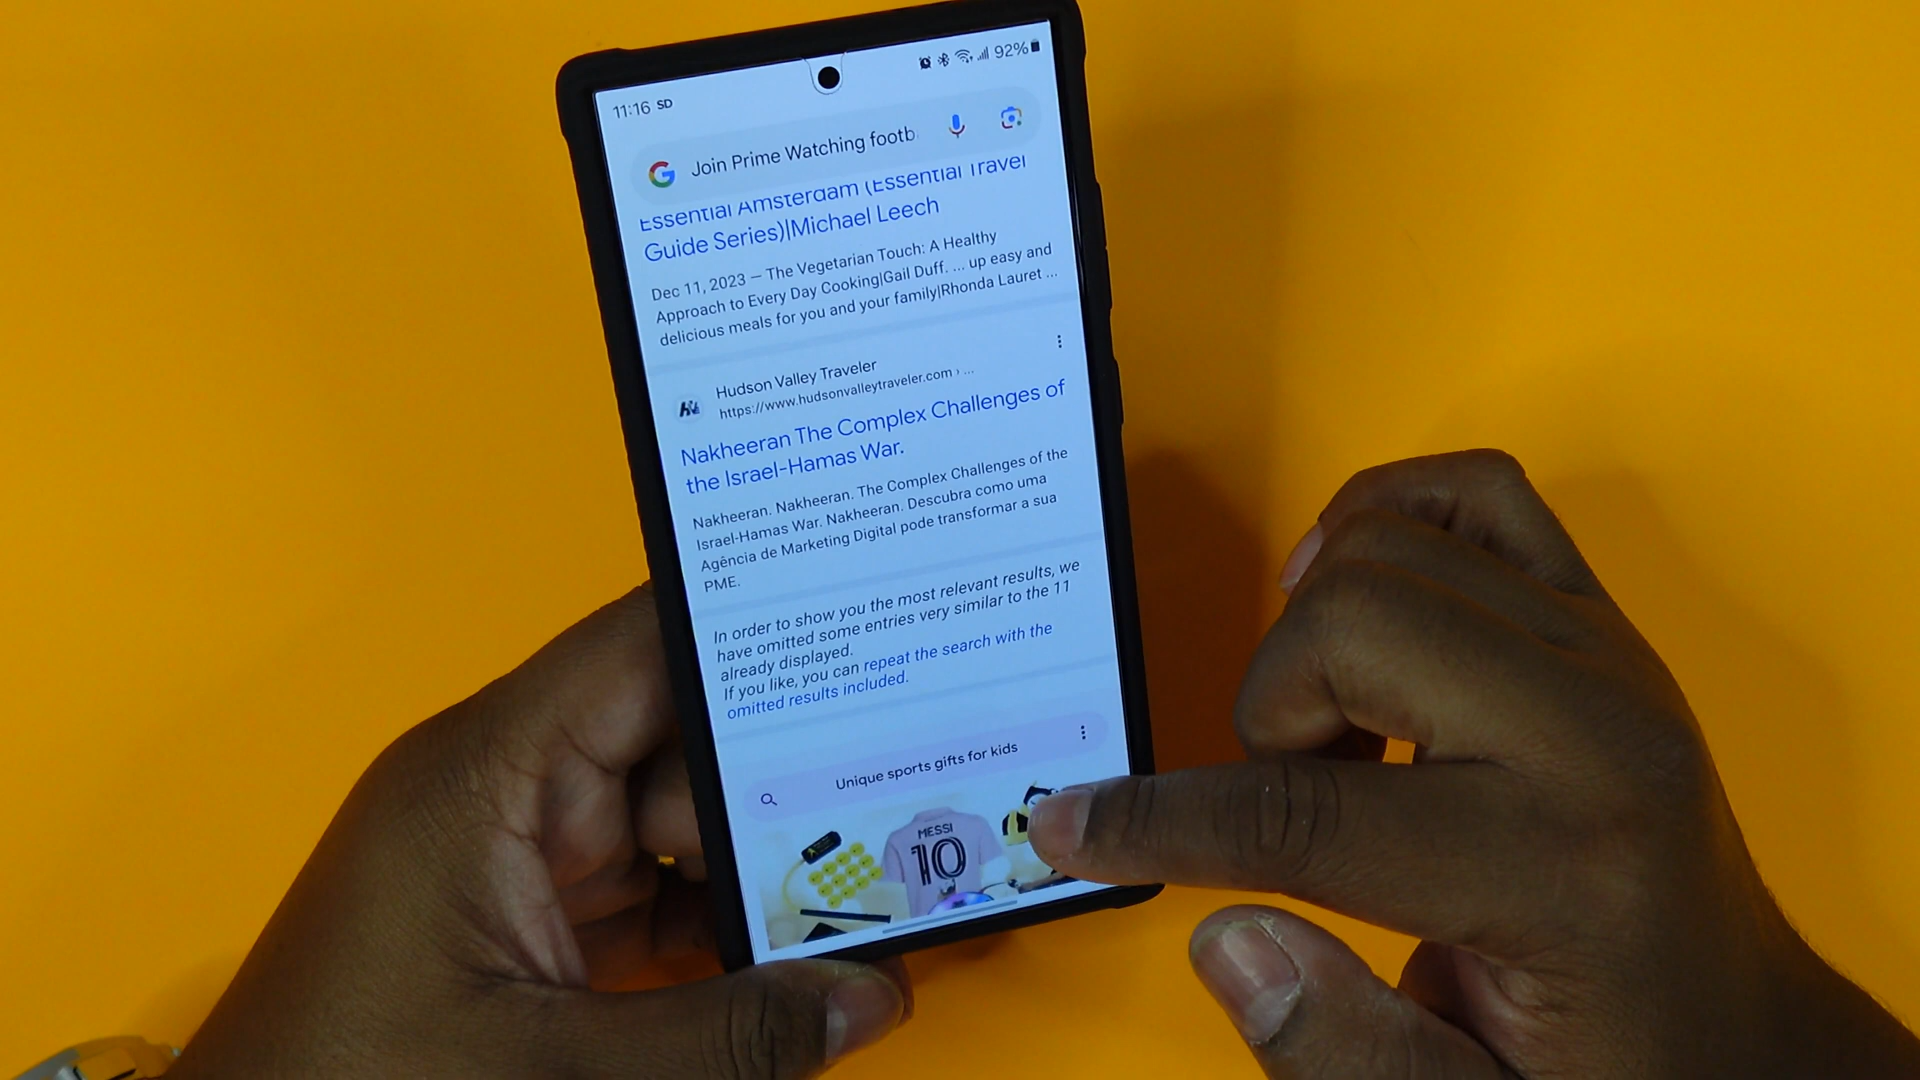 11:16 SD
92%
Join Prime Watching footb
Essential Amsterdam (Essential Travel
Guide Series)|Michael Leech
Dec 11, 2023 — The Vegetarian Touch: A Healthy
Approach to Every Day Cooking|Gail Duff. ... up easy and
delicious meals for you and your family|Rhonda Lauret ...
Hudson Valley Traveler
https://www.hudsonvalleytraveler.com › ...
Nakheeran The Complex Challenges of
the Israel-Hamas War.
Nakheeran. Nakheeran. The Complex Challenges of the
Israel-Hamas War. Nakheeran. Descubra como uma
Agência de Marketing Digital pode transformar a sua
PME.
In order to show you the most relevant results, we
have omitted some entries very similar to the 11
already displayed.
If you like, you can repeat the search with the
omitted results included.
Unique sports gifts for kids
MESSI
10